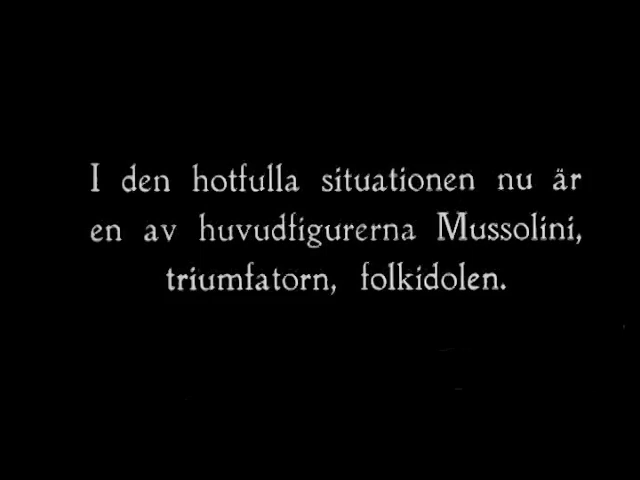 I den hotfulla situationen nu är
en av huvudfigurerna Mussolini,
triumfatorn, folkidolen.